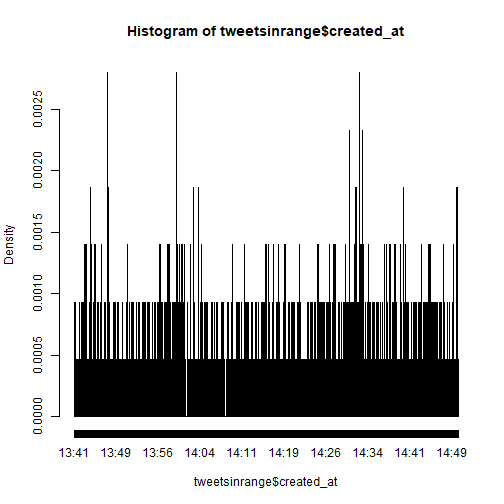 Histogram of tweetsinrange$created_at
Density
0.0025
0.0020
0.0015
0.0010
0.0005
0.0000
13:41 13:49 13:56 14:04 14:11 14:19 14:26 14:34 14:41 14:49
tweetsinrange$created_at